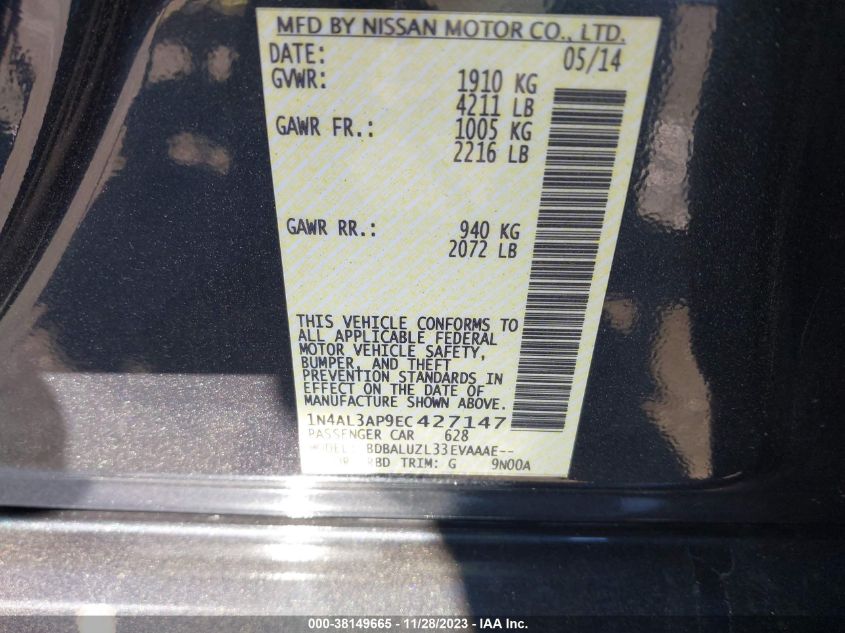 MFD BY NISSAN MOTOR CO., LTD.
DATE: 05/14
GVWR: 1910 KG
4211 LB
GAWR FR.: 1005 KG
2216 LB
GAWR RR.: 940 KG
2072 LB
THIS VEHICLE CONFORMS TO
ALL APPLICABLE FEDERAL
MOTOR VEHICLE SAFETY,
BUMPER, AND THEFT
PREVENTION STANDARDS IN
EFFECT ON THE DATE OF
MANUFACTURE SHOWN ABOVE.
1N4AL3AP9EC427147
PASSENGER CAR 628
BDBALUZL33EVAAAE--
TRIM: G 9N00A
000-38149665 - 11/28/2023 - © IAA, Inc.